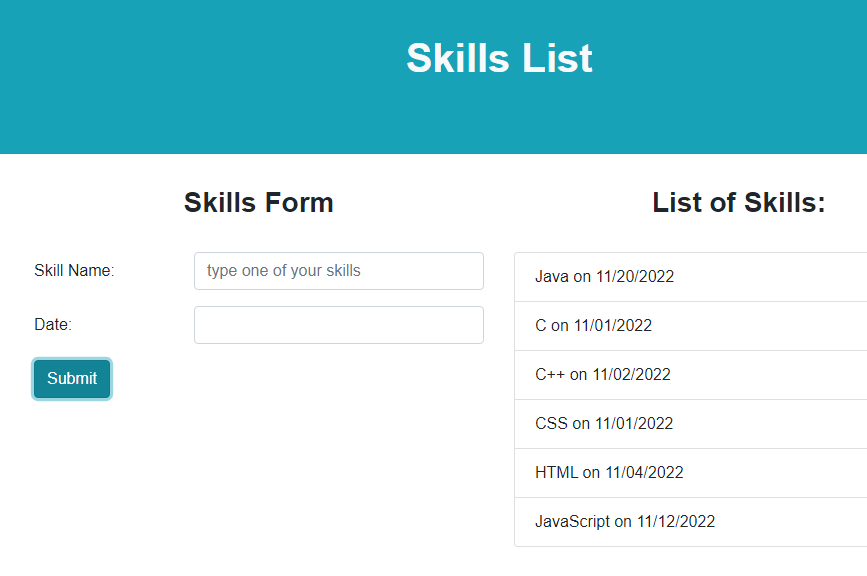 Skills List
Skills Form
Skill Name:
type one of your skills
Date:
Submit
List of Skills:
Java on 11/20/2022
C on 11/01/2022
C++ on 11/02/2022
CSS on 11/01/2022
HTML on 11/04/2022
JavaScript on 11/12/2022